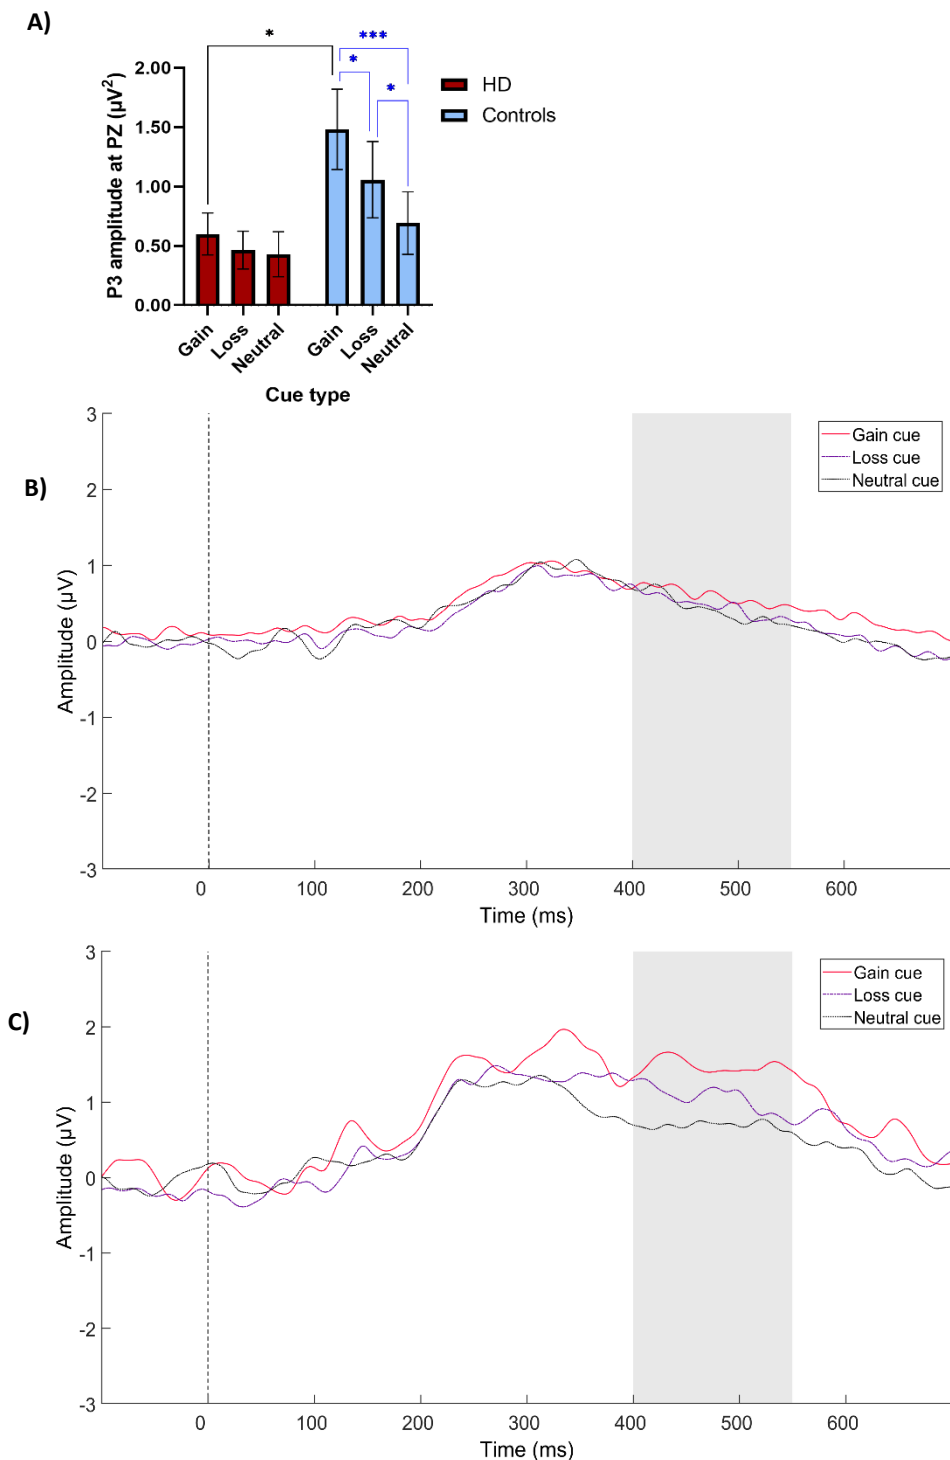 A)
*
***
*
*
P3 amplitude at PZ (µV²)
2.00
1.50
1.00
0.50
0.00
HD
Controls
Gain
Loss
Neutral
Gain
Loss
Neutral
Cue type
B)
Amplitude (µV)
3
2
1
0
-1
-2
-3
Gain cue
Loss cue
Neutral cue
0 100 200 300 400 500 600
Time (ms)
C)
Amplitude (µV)
3
2
1
0
-1
-2
-3
Gain cue
Loss cue
Neutral cue
0 100 200 300 400 500 600
Time (ms)